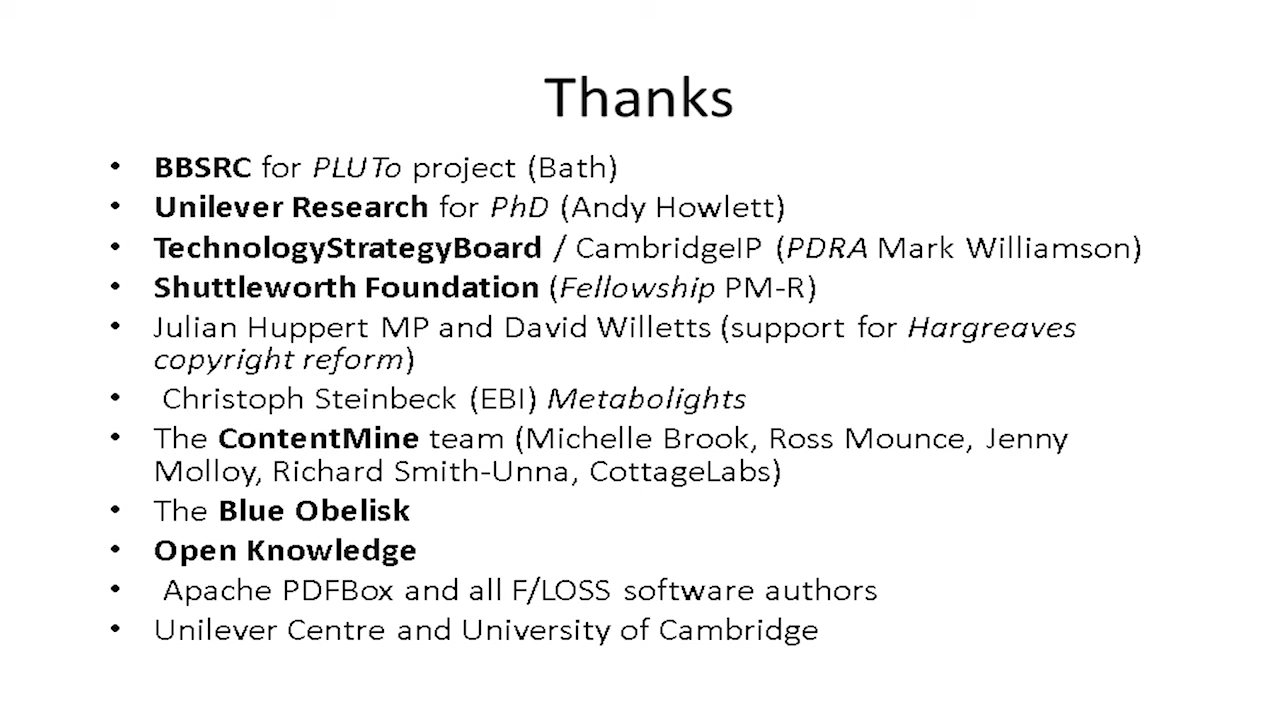 Thanks
• BBSRC for PLUTo project (Bath)
• Unilever Research for PhD (Andy Howlett)
• TechnologyStrategyBoard / CambridgeIP (PDRA Mark Williamson)
• Shuttleworth Foundation (Fellowship PM-R)
• Julian Huppert MP and David Willetts (support for Hargreaves
copyright reform)
• Christoph Steinbeck (EBI) Metabolights
• The ContentMine team (Michelle Brook, Ross Mounce, Jenny
Molloy, Richard Smith-Unna, CottageLabs)
• The Blue Obelisk
• Open Knowledge
• Apache PDFBox and all F/LOSS software authors
• Unilever Centre and University of Cambridge